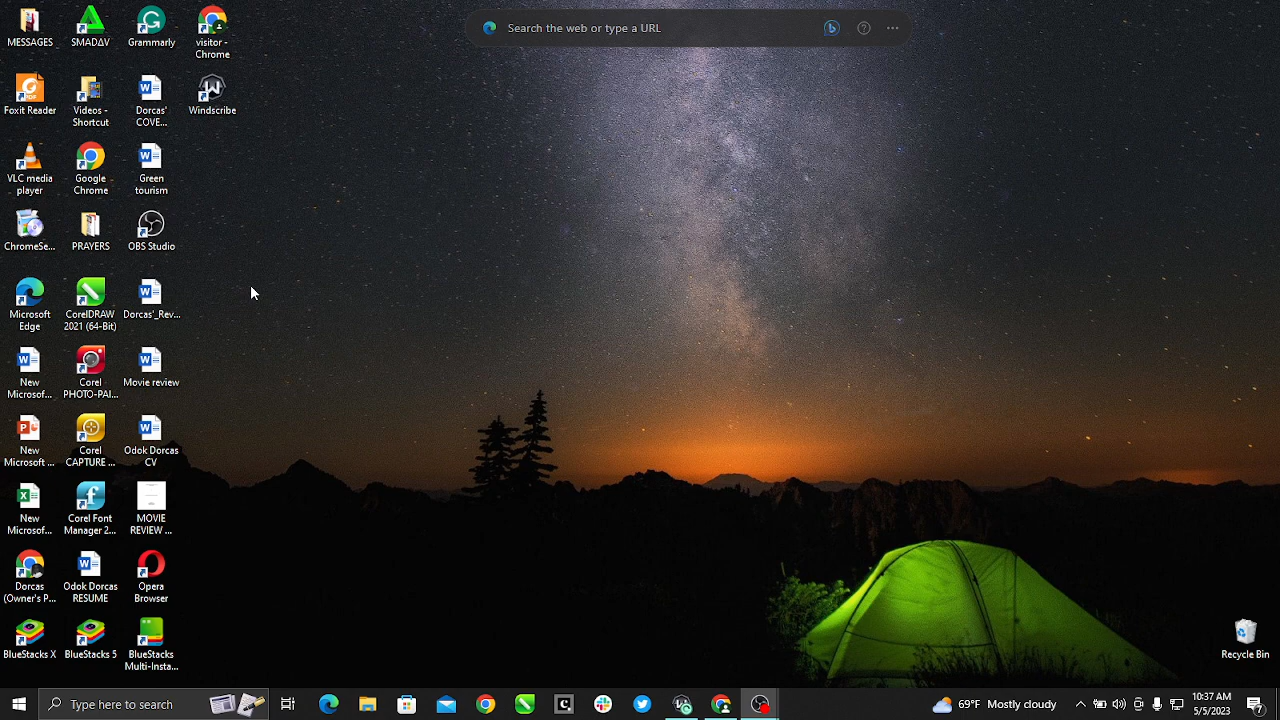 Search the web or type a URL
MESSAGES
SMADΔV
Grammarly
visitor -
Chrome
Foxit Reader
Videos -
Shortcut
Dorcas'
COVE...
Windscribe
VLC media
player
Google
Chrome
Green
tourism
ChromeSe...
PRAYERS
OBS Studio
Microsoft
Edge
CorelDRAW
2021 (64-Bit)
Dorcas'_Rev...
New
Microsof...
Corel
PHOTO-PAI...
Movie review
New
Microsoft ...
Corel
CAPTURE ...
Odok Dorcas
CV
New
Microsof...
Corel Font
Manager 2...
MOVIE
REVIEW ...
Dorcas
(Owner's P...
Odok Dorcas
RESUME
Opera
Browser
BlueStacks X
BlueStacks 5
BlueStacks
Multi-Insta...
Recycle Bin
Type here to search
69°F Mostly cloudy
10:37 AM
5/5/2023